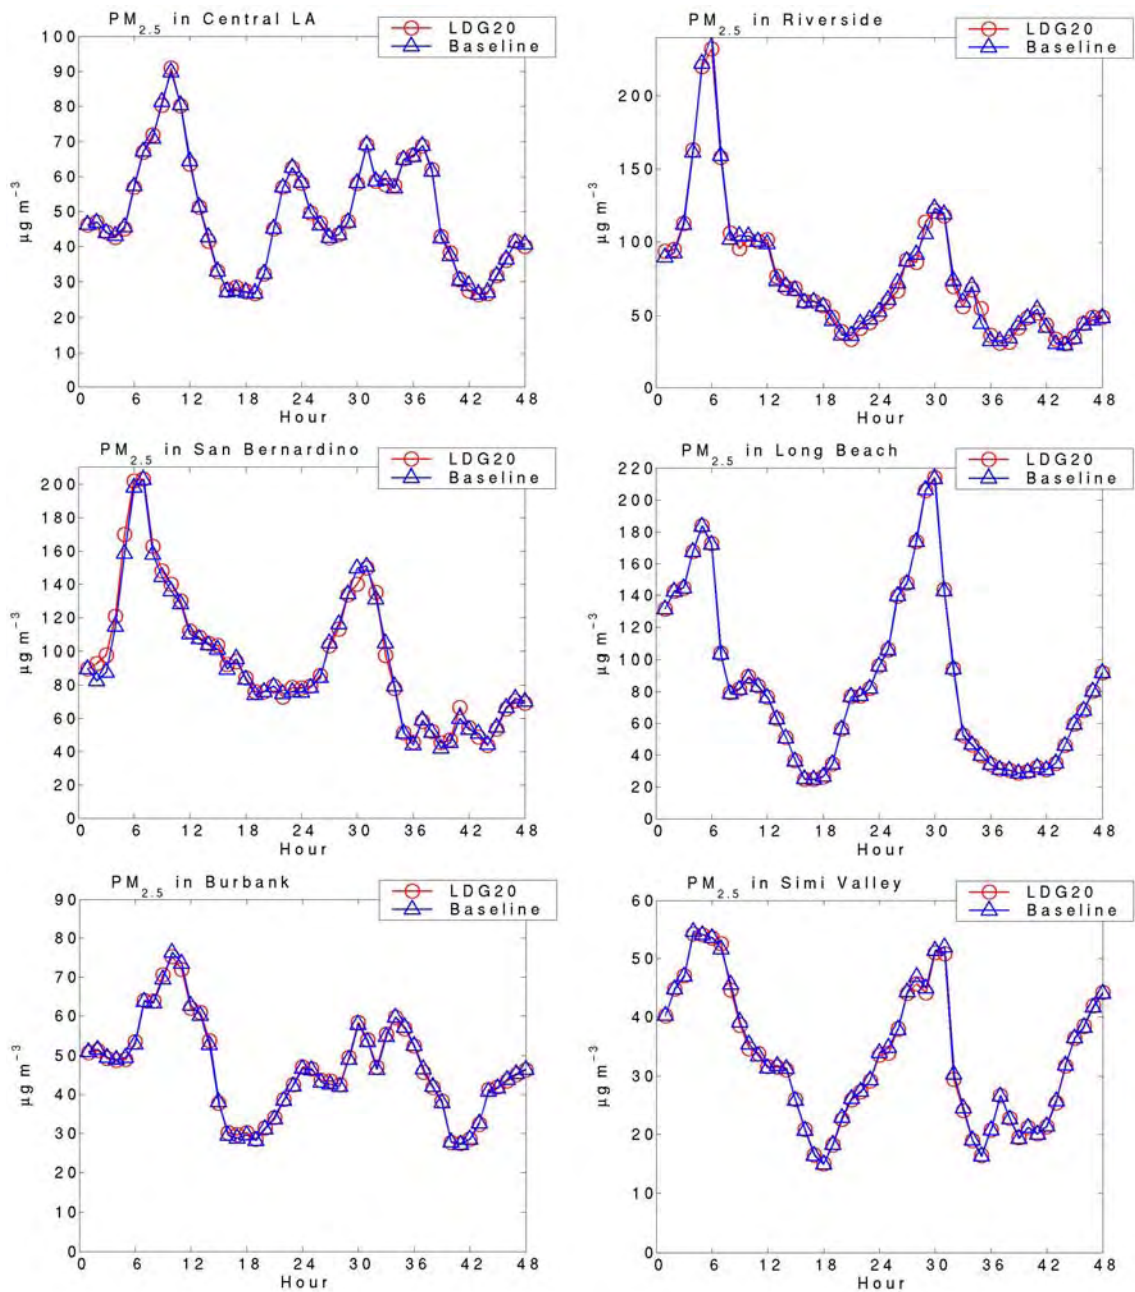 PM2.5 in Central LA
LDG20
Baseline
100
90
80
70
60
50
40
30
20
10
0
μg m−3
0 6 12 18 24 30 36 42 48
Hour
PM2.5 in Riverside
LDG20
Baseline
200
150
100
50
0
μg m−3
0 6 12 18 24 30 36 42 48
Hour
PM2.5 in San Bernardino
LDG20
Baseline
200
180
160
140
120
100
80
60
40
20
0
μg m−3
0 6 12 18 24 30 36 42 48
Hour
PM2.5 in Long Beach
LDG20
Baseline
220
200
180
160
140
120
100
80
60
40
20
0
μg m−3
0 6 12 18 24 30 36 42 48
Hour
PM2.5 in Burbank
LDG20
Baseline
90
80
70
60
50
40
30
20
10
0
μg m−3
0 6 12 18 24 30 36 42 48
Hour
PM2.5 in Simi Valley
LDG20
Baseline
60
50
40
30
20
10
0
μg m−3
0 6 12 18 24 30 36 42 48
Hour